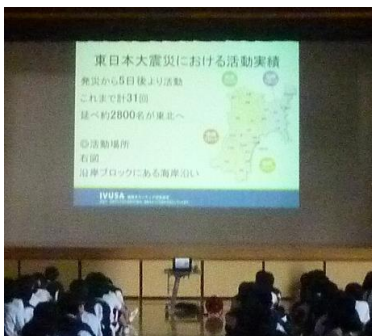 東日本大震災における活動実績
発災から5日後より活動
これまで計31回
延べ約2800名が東北へ
◎活動場所
右図
沿岸ブロックにある海岸沿い
IVUSA